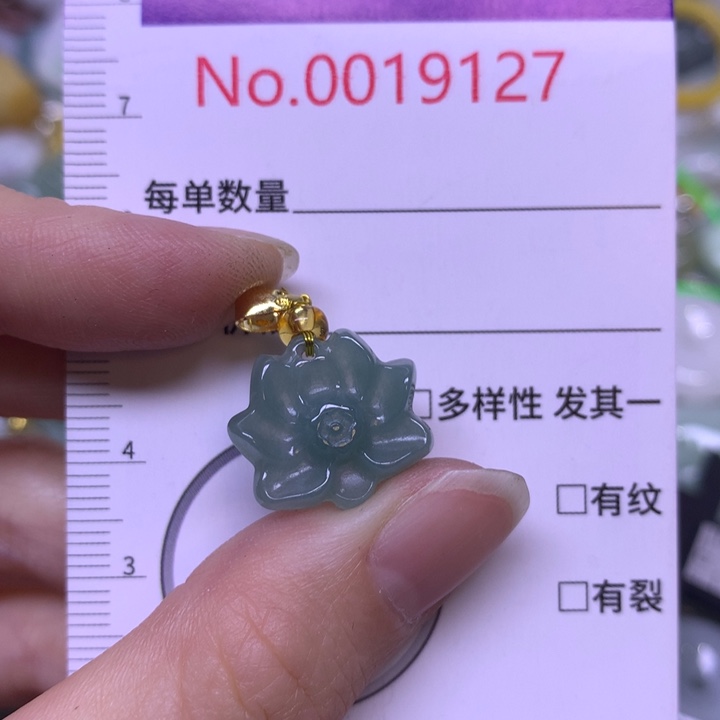 No.0019127
7
每单数量
□多样性 发其一
4
□有纹
3
□有裂